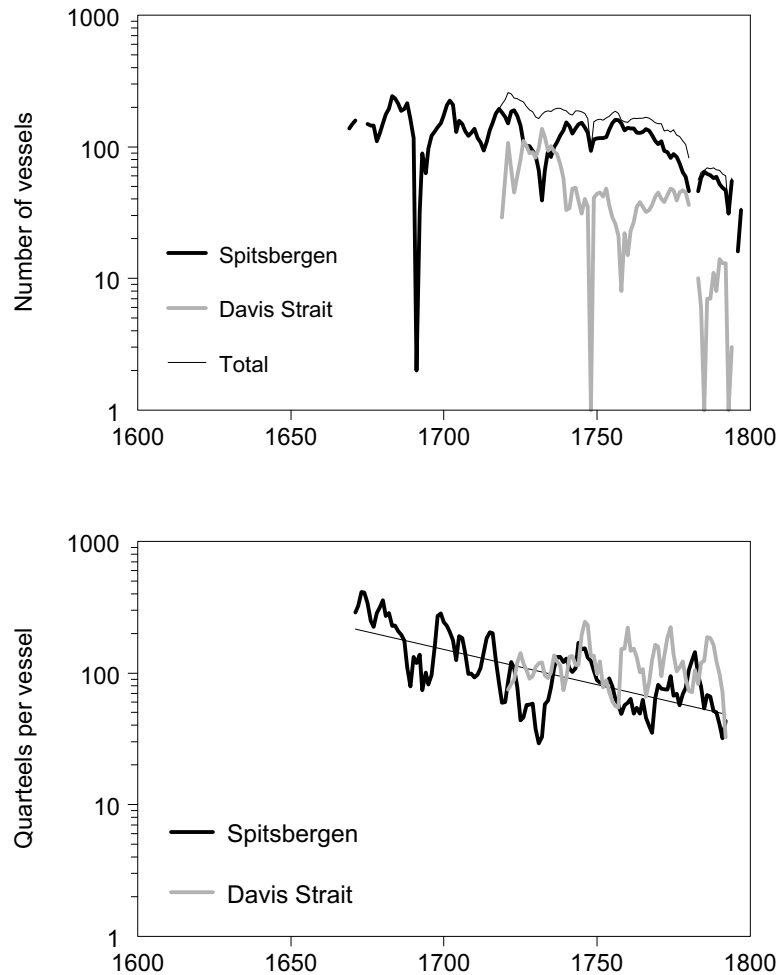 Number of vessels
1000
100
10
1
Spitsbergen
Davis Strait
Total
1600 1650 1700 1750 1800
Quarteels per vessel
1000
100
10
1
Spitsbergen
Davis Strait
1600 1650 1700 1750 1800